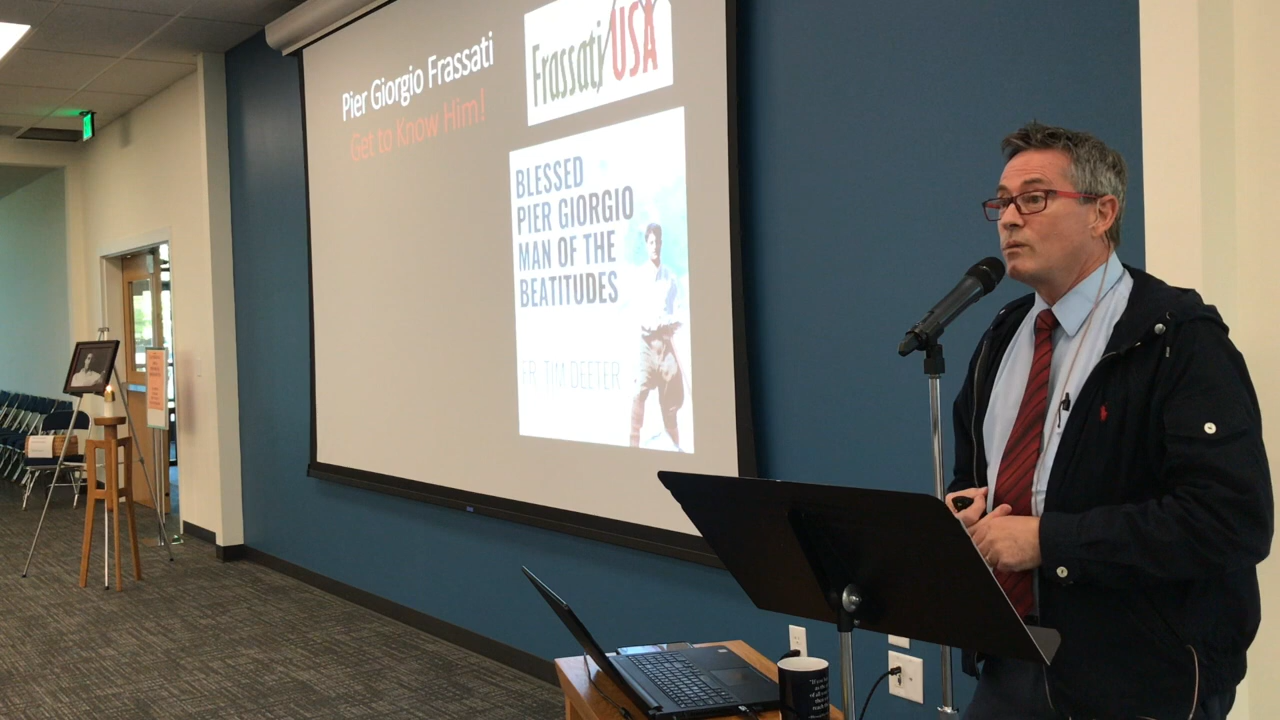 Pier Giorgio Frassati
Get to Know Him!
Frassati/USA
BLESSED
PIER GIORGIO
MAN OF THE
BEATITUDES
FR. TIM DEETER